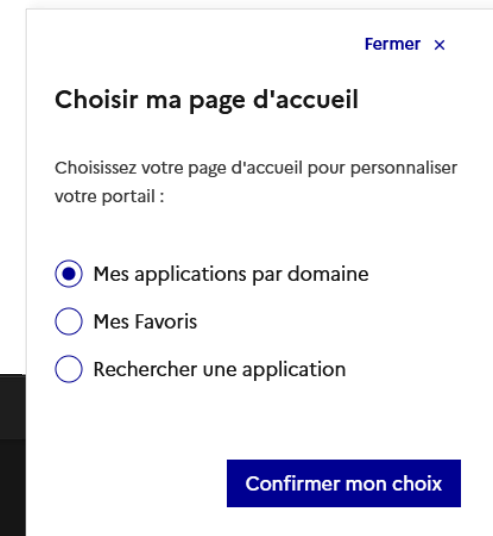 Fermer ×
Choisir ma page d'accueil
Choisissez votre page d'accueil pour personnaliser
votre portail :
Mes applications par domaine
Mes Favoris
Rechercher une application
Confirmer mon choix